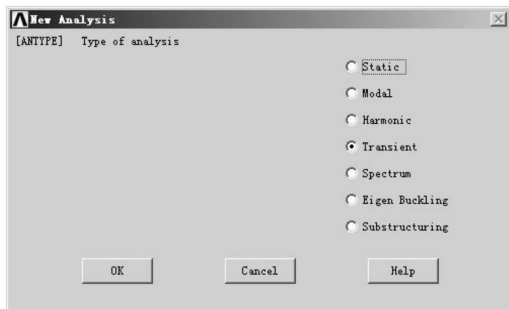 New Analysis
[ANTYPE] Type of analysis
Static
Modal
Harmonic
Transient
Spectrum
Eigen Buckling
Substructuring
OK Cancel Help